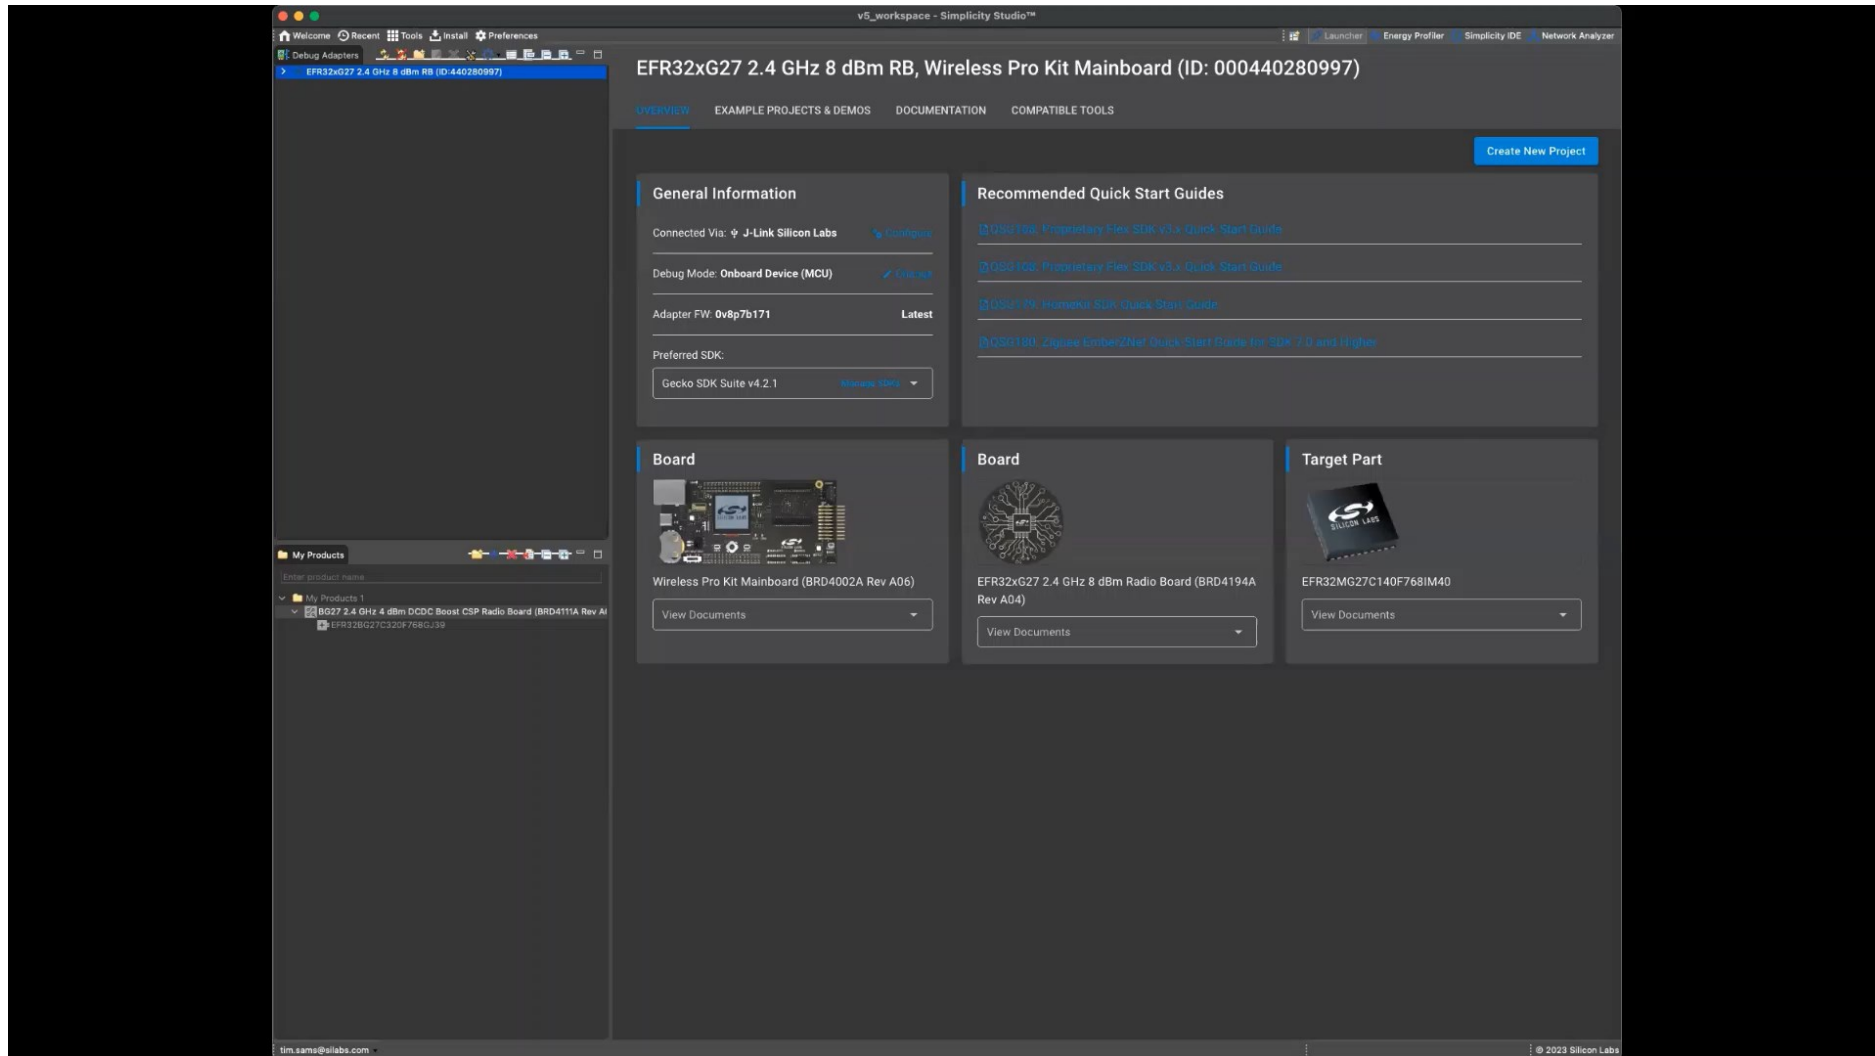 v5_workspace - Simplicity Studio™
Welcome Recent Tools Install Preferences
Launcher Energy Profiler Simplicity IDE Network Analyzer
Debug Adapters
EFR32xG27 2.4 GHz 8 dBm RB (ID:440280997)
EFR32xG27 2.4 GHz 8 dBm RB, Wireless Pro Kit Mainboard (ID: 000440280997)
OVERVIEW EXAMPLE PROJECTS & DEMOS DOCUMENTATION COMPATIBLE TOOLS
Create New Project
General Information
Connected Via: J-Link Silicon Labs Configure
Debug Mode: Onboard Device (MCU) Change
Adapter FW: 0v8p7b171 Latest
Preferred SDK:
Gecko SDK Suite v4.2.1 Manage SDKs
Recommended Quick Start Guides
Proprietary Flex SDK v3.x Quick Start Guide
Proprietary Flex SDK v3.x Quick Start Guide
HomeKit SDK Quick Start Guide
QSG180: Zigbee EmberZNet Quick-Start Guide for SDK 7.0 and Higher
Board
SILICON LABS
Wireless Pro Kit Mainboard (BRD4002A Rev A06)
View Documents
Board
EFR32xG27 2.4 GHz 8 dBm Radio Board (BRD4194A
Rev A04)
View Documents
Target Part
SILICON LABS
EFR32MG27C140F768IM40
View Documents
My Products
Enter product name
My Products 1
BG27 2.4 GHz 4 dBm DCDC Boost CSP Radio Board (BRD4111A Rev A
EFR32BG27C320F768GJ39
tim.sams@silabs.com
© 2023 Silicon Labs